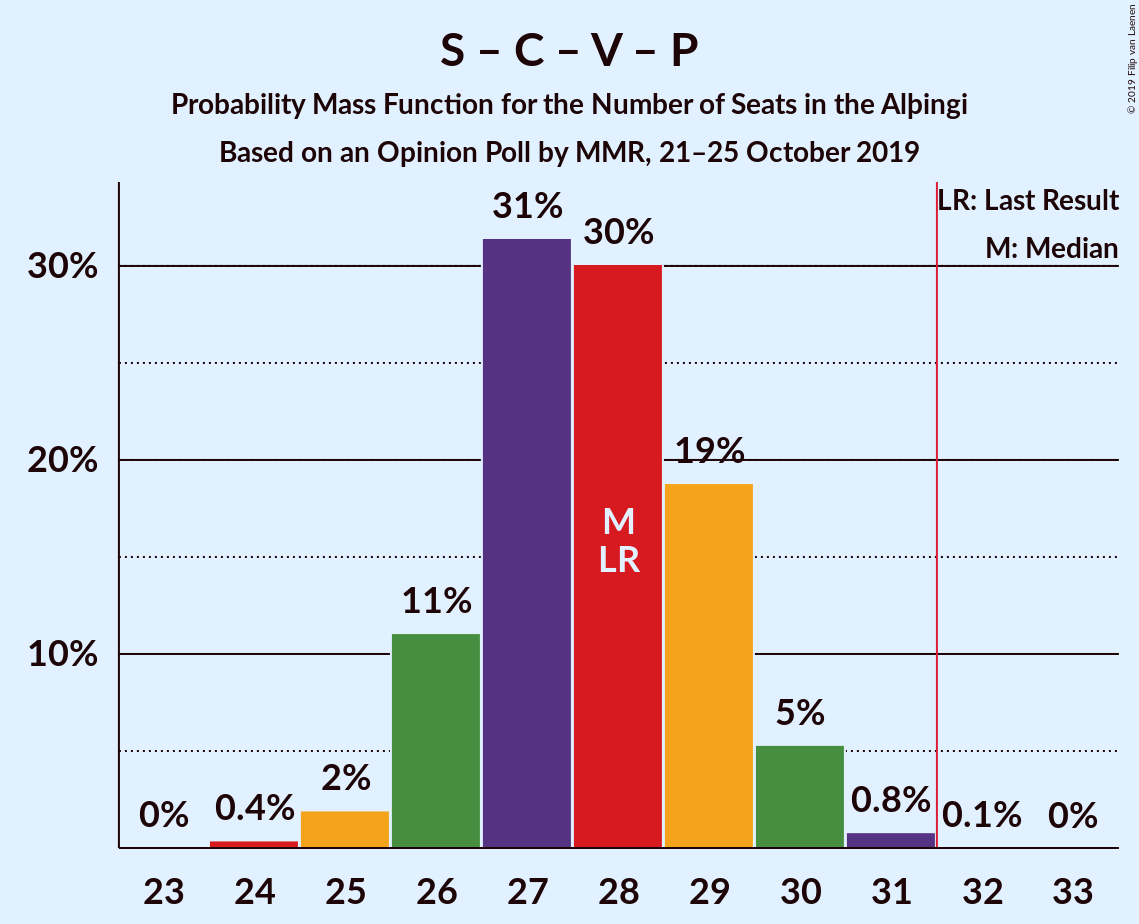 S – C – V – P
Probability Mass Function for the Number of Seats in the Alþingi
Based on an Opinion Poll by MMR, 21–25 October 2019
© 2019 Filip van Laenen
LR: Last Result
M: Median
30%
20%
10%
0%
0.4%
2%
11%
31%
30%
19%
5%
0.8%
0.1%
0%
M
LR
23 24 25 26 27 28 29 30 31 32 33